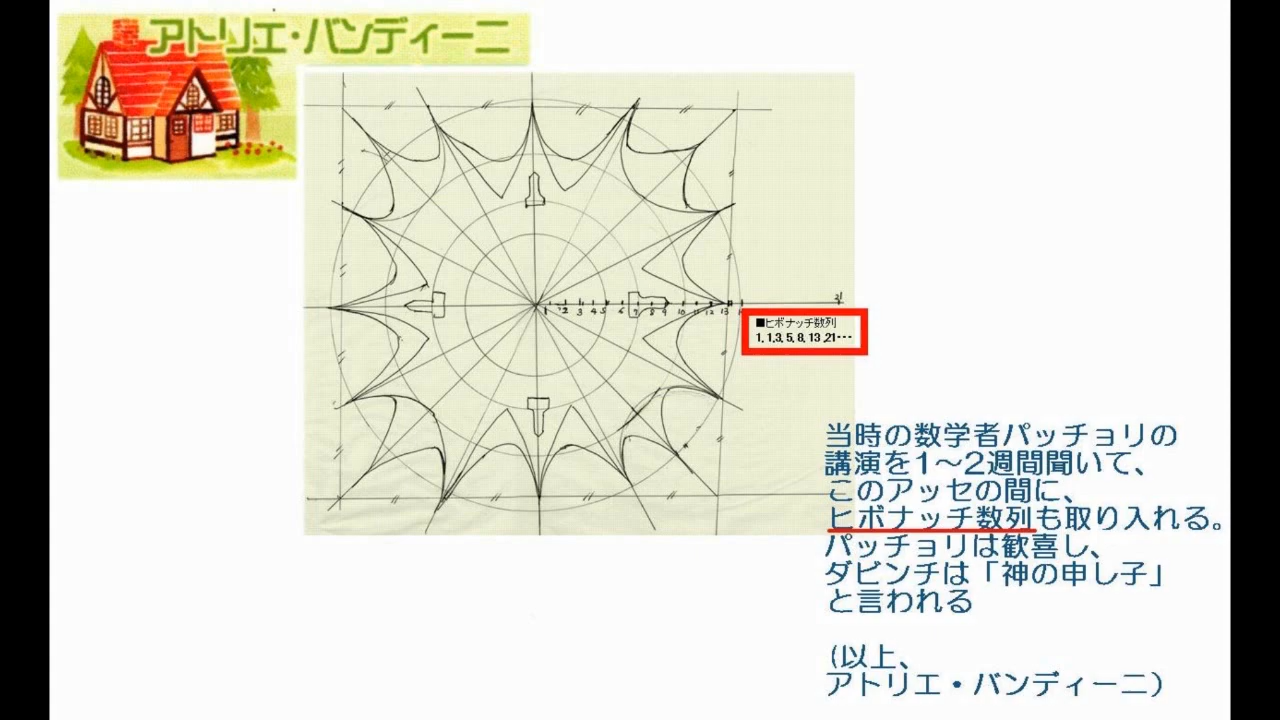 アトリエ・バンディーニ
1 2 3 4 5 6 7 8 9 10 11 12 13
21
■ヒボナッチ数列
1,1,3,5,8,13,21・・・
当時の数学者パッチョリの
講演を1～2週間聞いて、
このアッセの間に、
ヒボナッチ数列も取り入れる。
パッチョリは歓喜し、
ダビンチは「神の申し子」
と言われる
(以上、
アトリエ・バンディーニ)